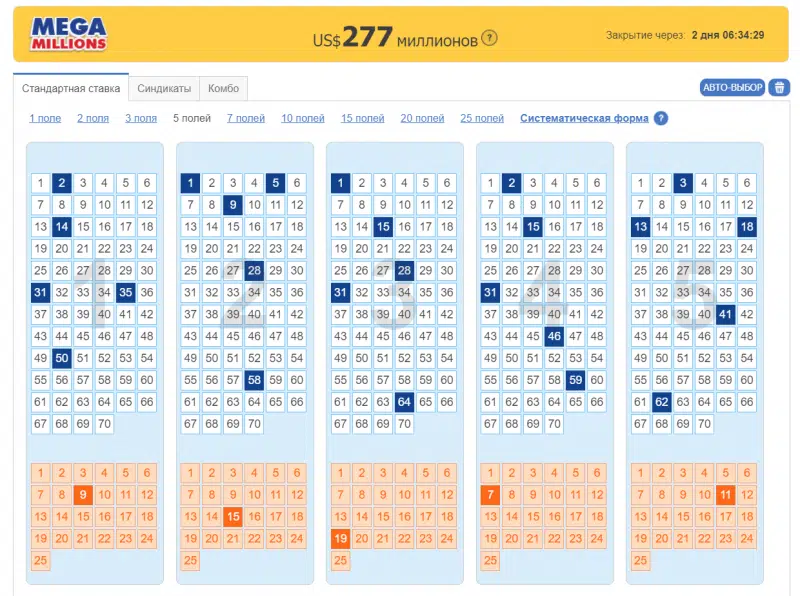 MEGA
MILLIONS
US$277 миллионов ?
Закрытие через: 2 дня 06:34:29
Стандартная ставка Синдикаты Комбо
АВТО-ВЫБОР
1 поле 2 поля 3 поля 5 полей 7 полей 10 полей 15 полей 20 полей 25 полей Систематическая форма ?
1
1 2 3 4 5 6
7 8 9 10 11 12
13 14 15 16 17 18
19 20 21 22 23 24
25 26 27 28 29 30
31 32 33 34 35 36
37 38 39 40 41 42
43 44 45 46 47 48
49 50 51 52 53 54
55 56 57 58 59 60
61 62 63 64 65 66
67 68 69 70
1 2 3 4 5 6
7 8 9 10 11 12
13 14 15 16 17 18
19 20 21 22 23 24
25
2
1 2 3 4 5 6
7 8 9 10 11 12
13 14 15 16 17 18
19 20 21 22 23 24
25 26 27 28 29 30
31 32 33 34 35 36
37 38 39 40 41 42
43 44 45 46 47 48
49 50 51 52 53 54
55 56 57 58 59 60
61 62 63 64 65 66
67 68 69 70
1 2 3 4 5 6
7 8 9 10 11 12
13 14 15 16 17 18
19 20 21 22 23 24
25
3
1 2 3 4 5 6
7 8 9 10 11 12
13 14 15 16 17 18
19 20 21 22 23 24
25 26 27 28 29 30
31 32 33 34 35 36
37 38 39 40 41 42
43 44 45 46 47 48
49 50 51 52 53 54
55 56 57 58 59 60
61 62 63 64 65 66
67 68 69 70
1 2 3 4 5 6
7 8 9 10 11 12
13 14 15 16 17 18
19 20 21 22 23 24
25
4
1 2 3 4 5 6
7 8 9 10 11 12
13 14 15 16 17 18
19 20 21 22 23 24
25 26 27 28 29 30
31 32 33 34 35 36
37 38 39 40 41 42
43 44 45 46 47 48
49 50 51 52 53 54
55 56 57 58 59 60
61 62 63 64 65 66
67 68 69 70
1 2 3 4 5 6
7 8 9 10 11 12
13 14 15 16 17 18
19 20 21 22 23 24
25
5
1 2 3 4 5 6
7 8 9 10 11 12
13 14 15 16 17 18
19 20 21 22 23 24
25 26 27 28 29 30
31 32 33 34 35 36
37 38 39 40 41 42
43 44 45 46 47 48
49 50 51 52 53 54
55 56 57 58 59 60
61 62 63 64 65 66
67 68 69 70
1 2 3 4 5 6
7 8 9 10 11 12
13 14 15 16 17 18
19 20 21 22 23 24
25